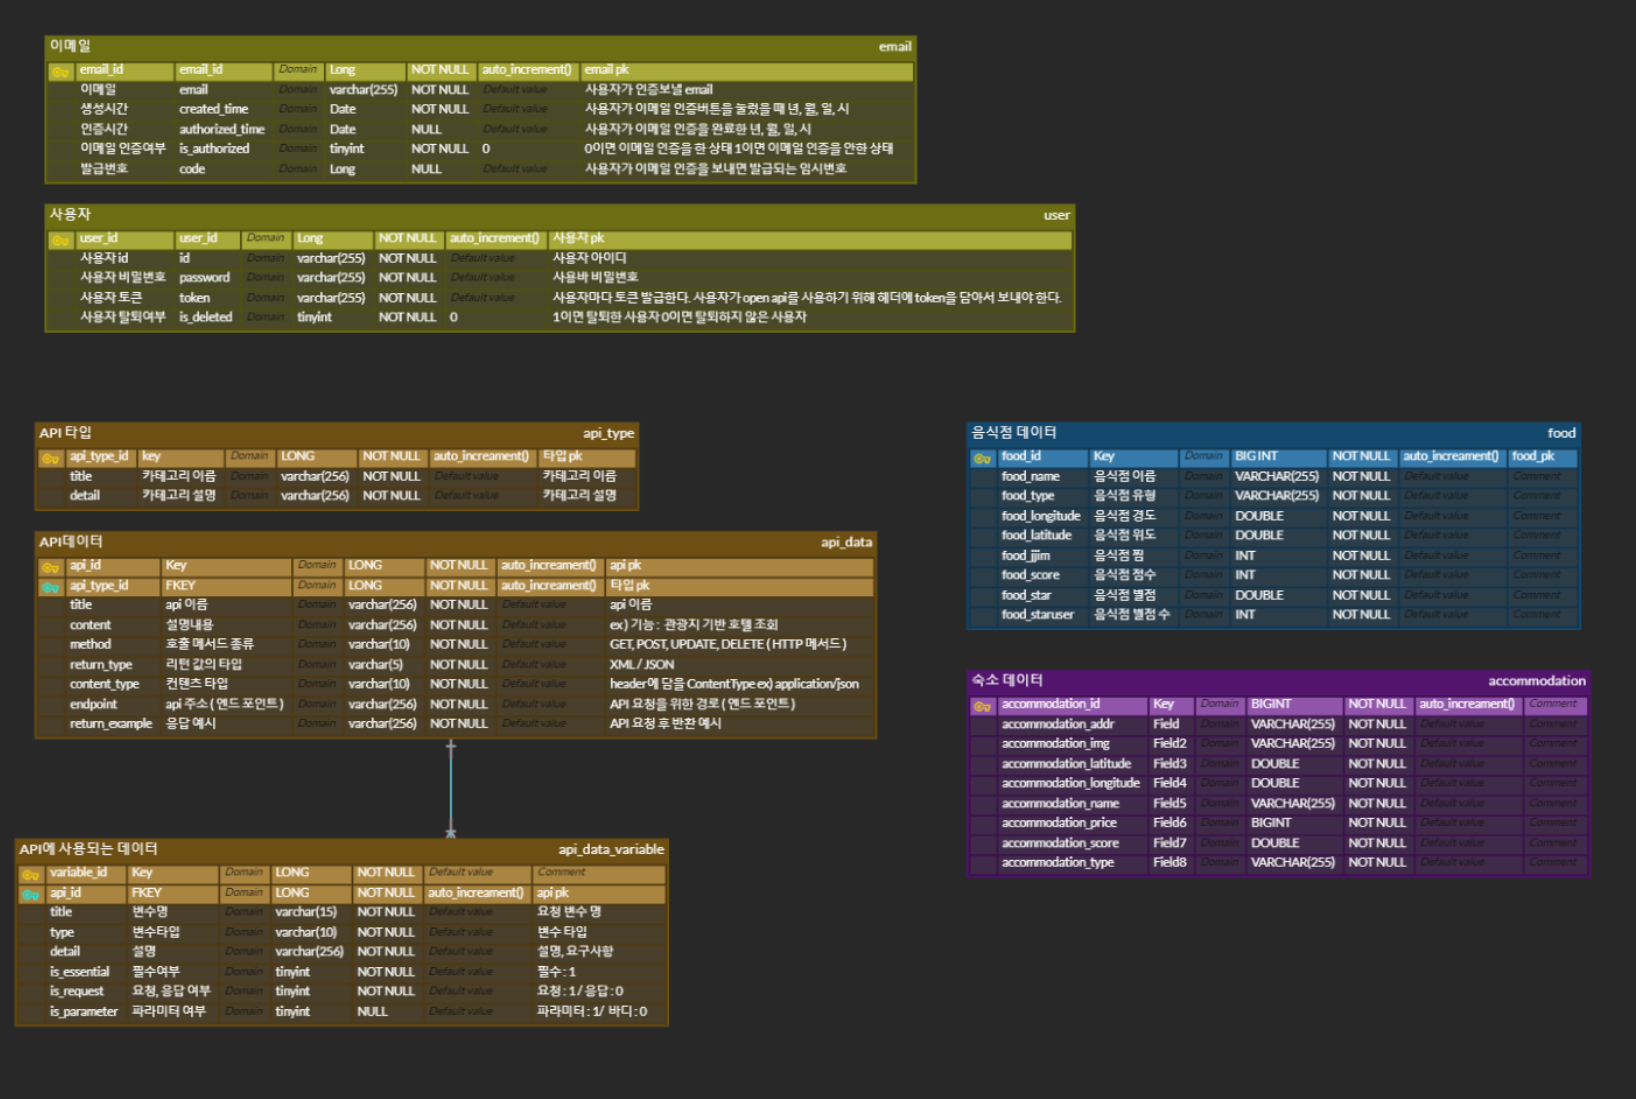 이메일 email
email_id email_id Domain Long NOT NULL auto_increment() email pk
이메일 email Domain varchar(255) NOT NULL Default value 사용자가 인증보낼 email
생성시간 created_time Domain Date NOT NULL Default value 사용자가 이메일 인증버튼을 눌렀을 때 년, 월, 일, 시
인증시간 authorized_time Domain Date NULL Default value 사용자가 이메일 인증을 완료한 년, 월, 일, 시
이메일 인증여부 is_authorized Domain tinyint NOT NULL 0 0이면 이메일 인증을 한 상태 1이면 이메일 인증을 안한 상태
발급번호 code Domain Long NULL Default value 사용자가 이메일 인증을 보내면 발급되는 임시번호
사용자 user
user_id user_id Domain Long NOT NULL auto_increment() 사용자 pk
사용자 id id Domain varchar(255) NOT NULL Default value 사용자 아이디
사용자 비밀번호 password Domain varchar(255) NOT NULL Default value 사용바 비밀번호
사용자 토큰 token Domain varchar(255) NOT NULL Default value 사용자마다 토큰 발급한다. 사용자가 open api를 사용하기 위해 헤더에 token을 담아서 보내야 한다.
사용자 탈퇴여부 is_deleted Domain tinyint NOT NULL 0 1이면 탈퇴한 사용자 0이면 탈퇴하지 않은 사용자
API 타입 api_type
api_type_id key Domain LONG NOT NULL auto_increament() 타입 pk
title 카테고리 이름 Domain varchar(256) NOT NULL Default value 카테고리 이름
detail 카테고리 설명 Domain varchar(256) NOT NULL Default value 카테고리 설명
API데이터 api_data
api_id Key Domain LONG NOT NULL auto_increament() api pk
api_type_id FKEY Domain LONG NOT NULL auto_increament() 타입 pk
title api 이름 Domain varchar(256) NOT NULL Default value api 이름
content 설명내용 Domain varchar(256) NOT NULL Default value ex) 기능 : 관광지 기반 호텔 조회
method 호출 메서드 종류 Domain varchar(10) NOT NULL Default value GET, POST, UPDATE, DELETE ( HTTP 메서드 )
return_type 리턴 값의 타입 Domain varchar(5) NOT NULL Default value XML / JSON
content_type 컨텐츠 타입 Domain varchar(10) NOT NULL Default value header에 담을 ContentType ex) application/json
endpoint api 주소 ( 엔드 포인트 ) Domain varchar(256) NOT NULL Default value API 요청을 위한 경로 ( 엔드 포인트 )
return_example 응답 예시 Domain varchar(256) NOT NULL Default value API 요청 후 반환 예시
API에 사용되는 데이터 api_data_variable
variable_id Key Domain LONG NOT NULL Default value Comment
api_id FKEY Domain LONG NOT NULL auto_increament() api pk
title 변수명 Domain varchar(15) NOT NULL Default value 요청 변수 명
type 변수타입 Domain varchar(10) NOT NULL Default value 변수 타입
detail 설명 Domain varchar(256) NOT NULL Default value 설명, 요구사항
is_essential 필수여부 Domain tinyint NOT NULL Default value 필수 : 1
is_request 요청, 응답 여부 Domain tinyint NOT NULL Default value 요청 : 1 / 응답 : 0
is_parameter 파라미터 여부 Domain tinyint NULL Default value 파라미터 : 1/ 바디 : 0
음식점 데이터 food
food_id Key Domain BIG INT NOT NULL auto_increament() food_pk
food_name 음식점 이름 Domain VARCHAR(255) NOT NULL Default value Comment
food_type 음식점 유형 Domain VARCHAR(255) NOT NULL Default value Comment
food_longitude 음식점 경도 Domain DOUBLE NOT NULL Default value Comment
food_latitude 음식점 위도 Domain DOUBLE NOT NULL Default value Comment
food_jjim 음식점 찜 Domain INT NOT NULL Default value Comment
food_score 음식점 점수 Domain INT NOT NULL Default value Comment
food_star 음식점 별점 Domain DOUBLE NOT NULL Default value Comment
food_staruser 음식점 별점 수 Domain INT NOT NULL Default value Comment
숙소 데이터 accommodation
accommodation_id Key Domain BIGINT NOT NULL auto_increament() Comment
accommodation_addr Field Domain VARCHAR(255) NOT NULL Default value Comment
accommodation_img Field2 Domain VARCHAR(255) NOT NULL Default value Comment
accommodation_latitude Field3 Domain DOUBLE NOT NULL Default value Comment
accommodation_longitude Field4 Domain DOUBLE NOT NULL Default value Comment
accommodation_name Field5 Domain VARCHAR(255) NOT NULL Default value Comment
accommodation_price Field6 Domain BIGINT NOT NULL Default value Comment
accommodation_score Field7 Domain DOUBLE NOT NULL Default value Comment
accommodation_type Field8 Domain VARCHAR(255) NOT NULL Default value Comment